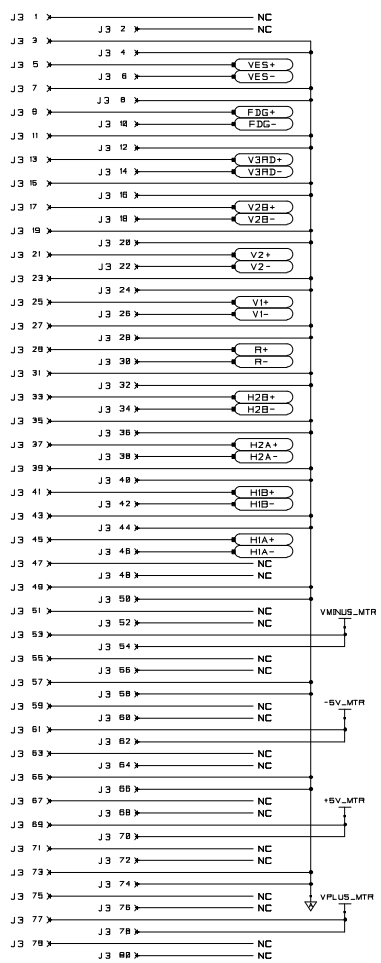 J3 1 NC
J3 2 NC
J3 3
J3 4
J3 5 VES+
J3 6 VES-
J3 7
J3 8
J3 9 FDG+
J3 10 FDG-
J3 11
J3 12
J3 13 V3RD+
J3 14 V3RD-
J3 15
J3 16
J3 17 V2B+
J3 18 V2B-
J3 19
J3 20
J3 21 V2+
J3 22 V2-
J3 23
J3 24
J3 25 V1+
J3 26 V1-
J3 27
J3 28
J3 29 R+
J3 30 R-
J3 31
J3 32
J3 33 H2B+
J3 34 H2B-
J3 35
J3 36
J3 37 H2A+
J3 38 H2A-
J3 39
J3 40
J3 41 H1B+
J3 42 H1B-
J3 43
J3 44
J3 45 H1A+
J3 46 H1A-
J3 47 NC
J3 48 NC
J3 49
J3 50
J3 51 NC
VMINUS_MTR
J3 52 NC
J3 53
J3 54
J3 55 NC
J3 56 NC
J3 57
J3 58
-5V_MTR
J3 59 NC
J3 60 NC
J3 61
J3 62
J3 63 NC
J3 64 NC
J3 65
J3 66
J3 67 NC
+5V_MTR
J3 68 NC
J3 69
J3 70
J3 71 NC
J3 72 NC
J3 73
J3 74
J3 75 NC
VPLUS_MTR
J3 76 NC
A
J3 77
J3 78
J3 79 NC
J3 80 NC